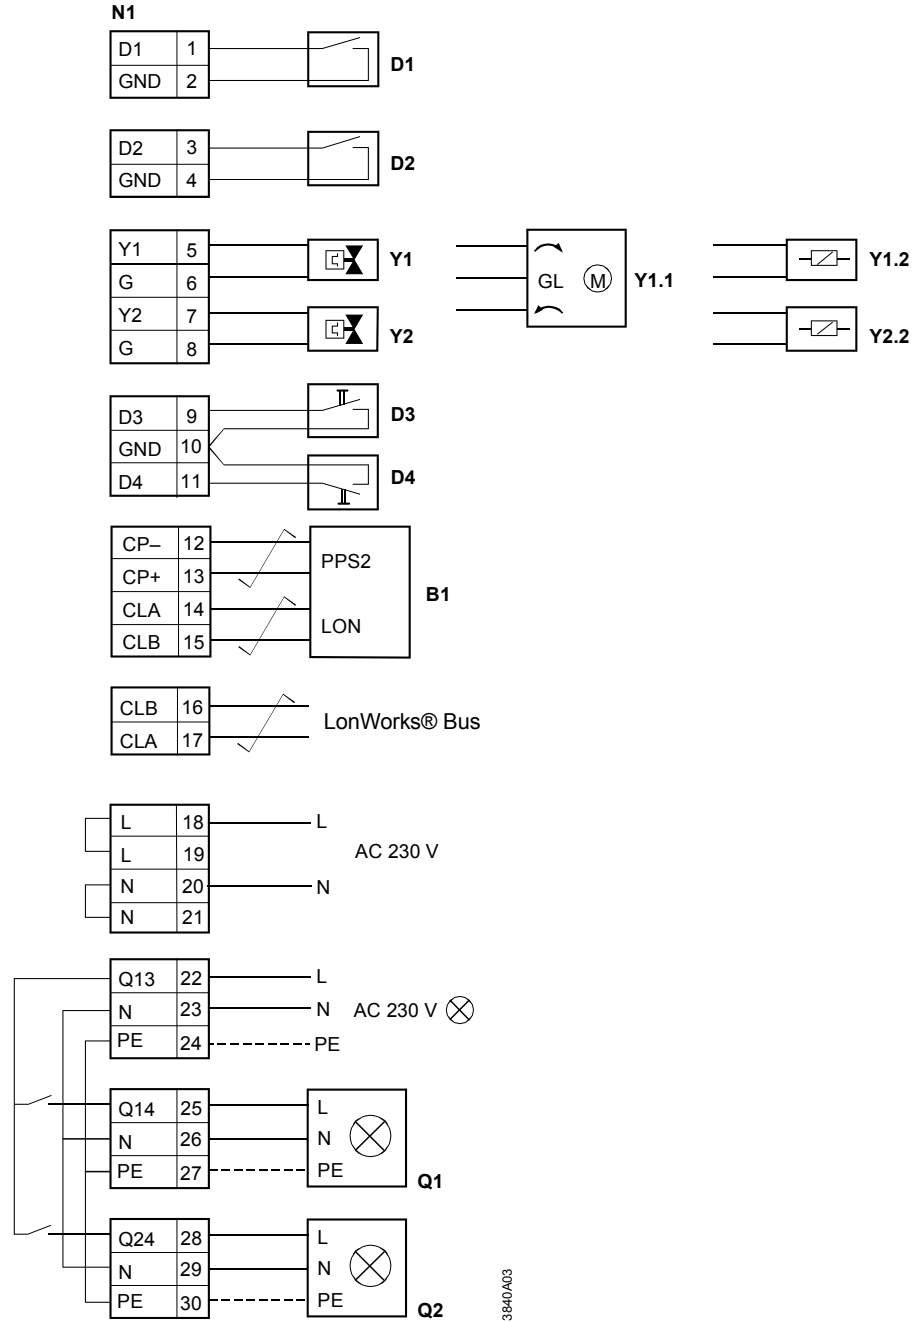 N1
D1 1
GND 2
D1
D2 3
GND 4
D2
Y1 5
G 6
Y2 7
G 8
Y1
Y2
GL M
Y1.1
Y1.2
Y2.2
D3 9
GND 10
D4 11
D3
D4
CP– 12
CP+ 13
CLA 14
CLB 15
PPS2
LON
B1
CLB 16
CLA 17
LonWorks® Bus
L 18 L
L 19
N 20 N
N 21
AC 230 V
Q13 22 L
N 23 N AC 230 V
PE 24 PE
Q14 25 L
N 26 N
PE 27 PE
Q1
Q24 28 L
N 29 N
PE 30 PE
Q2
3840A03